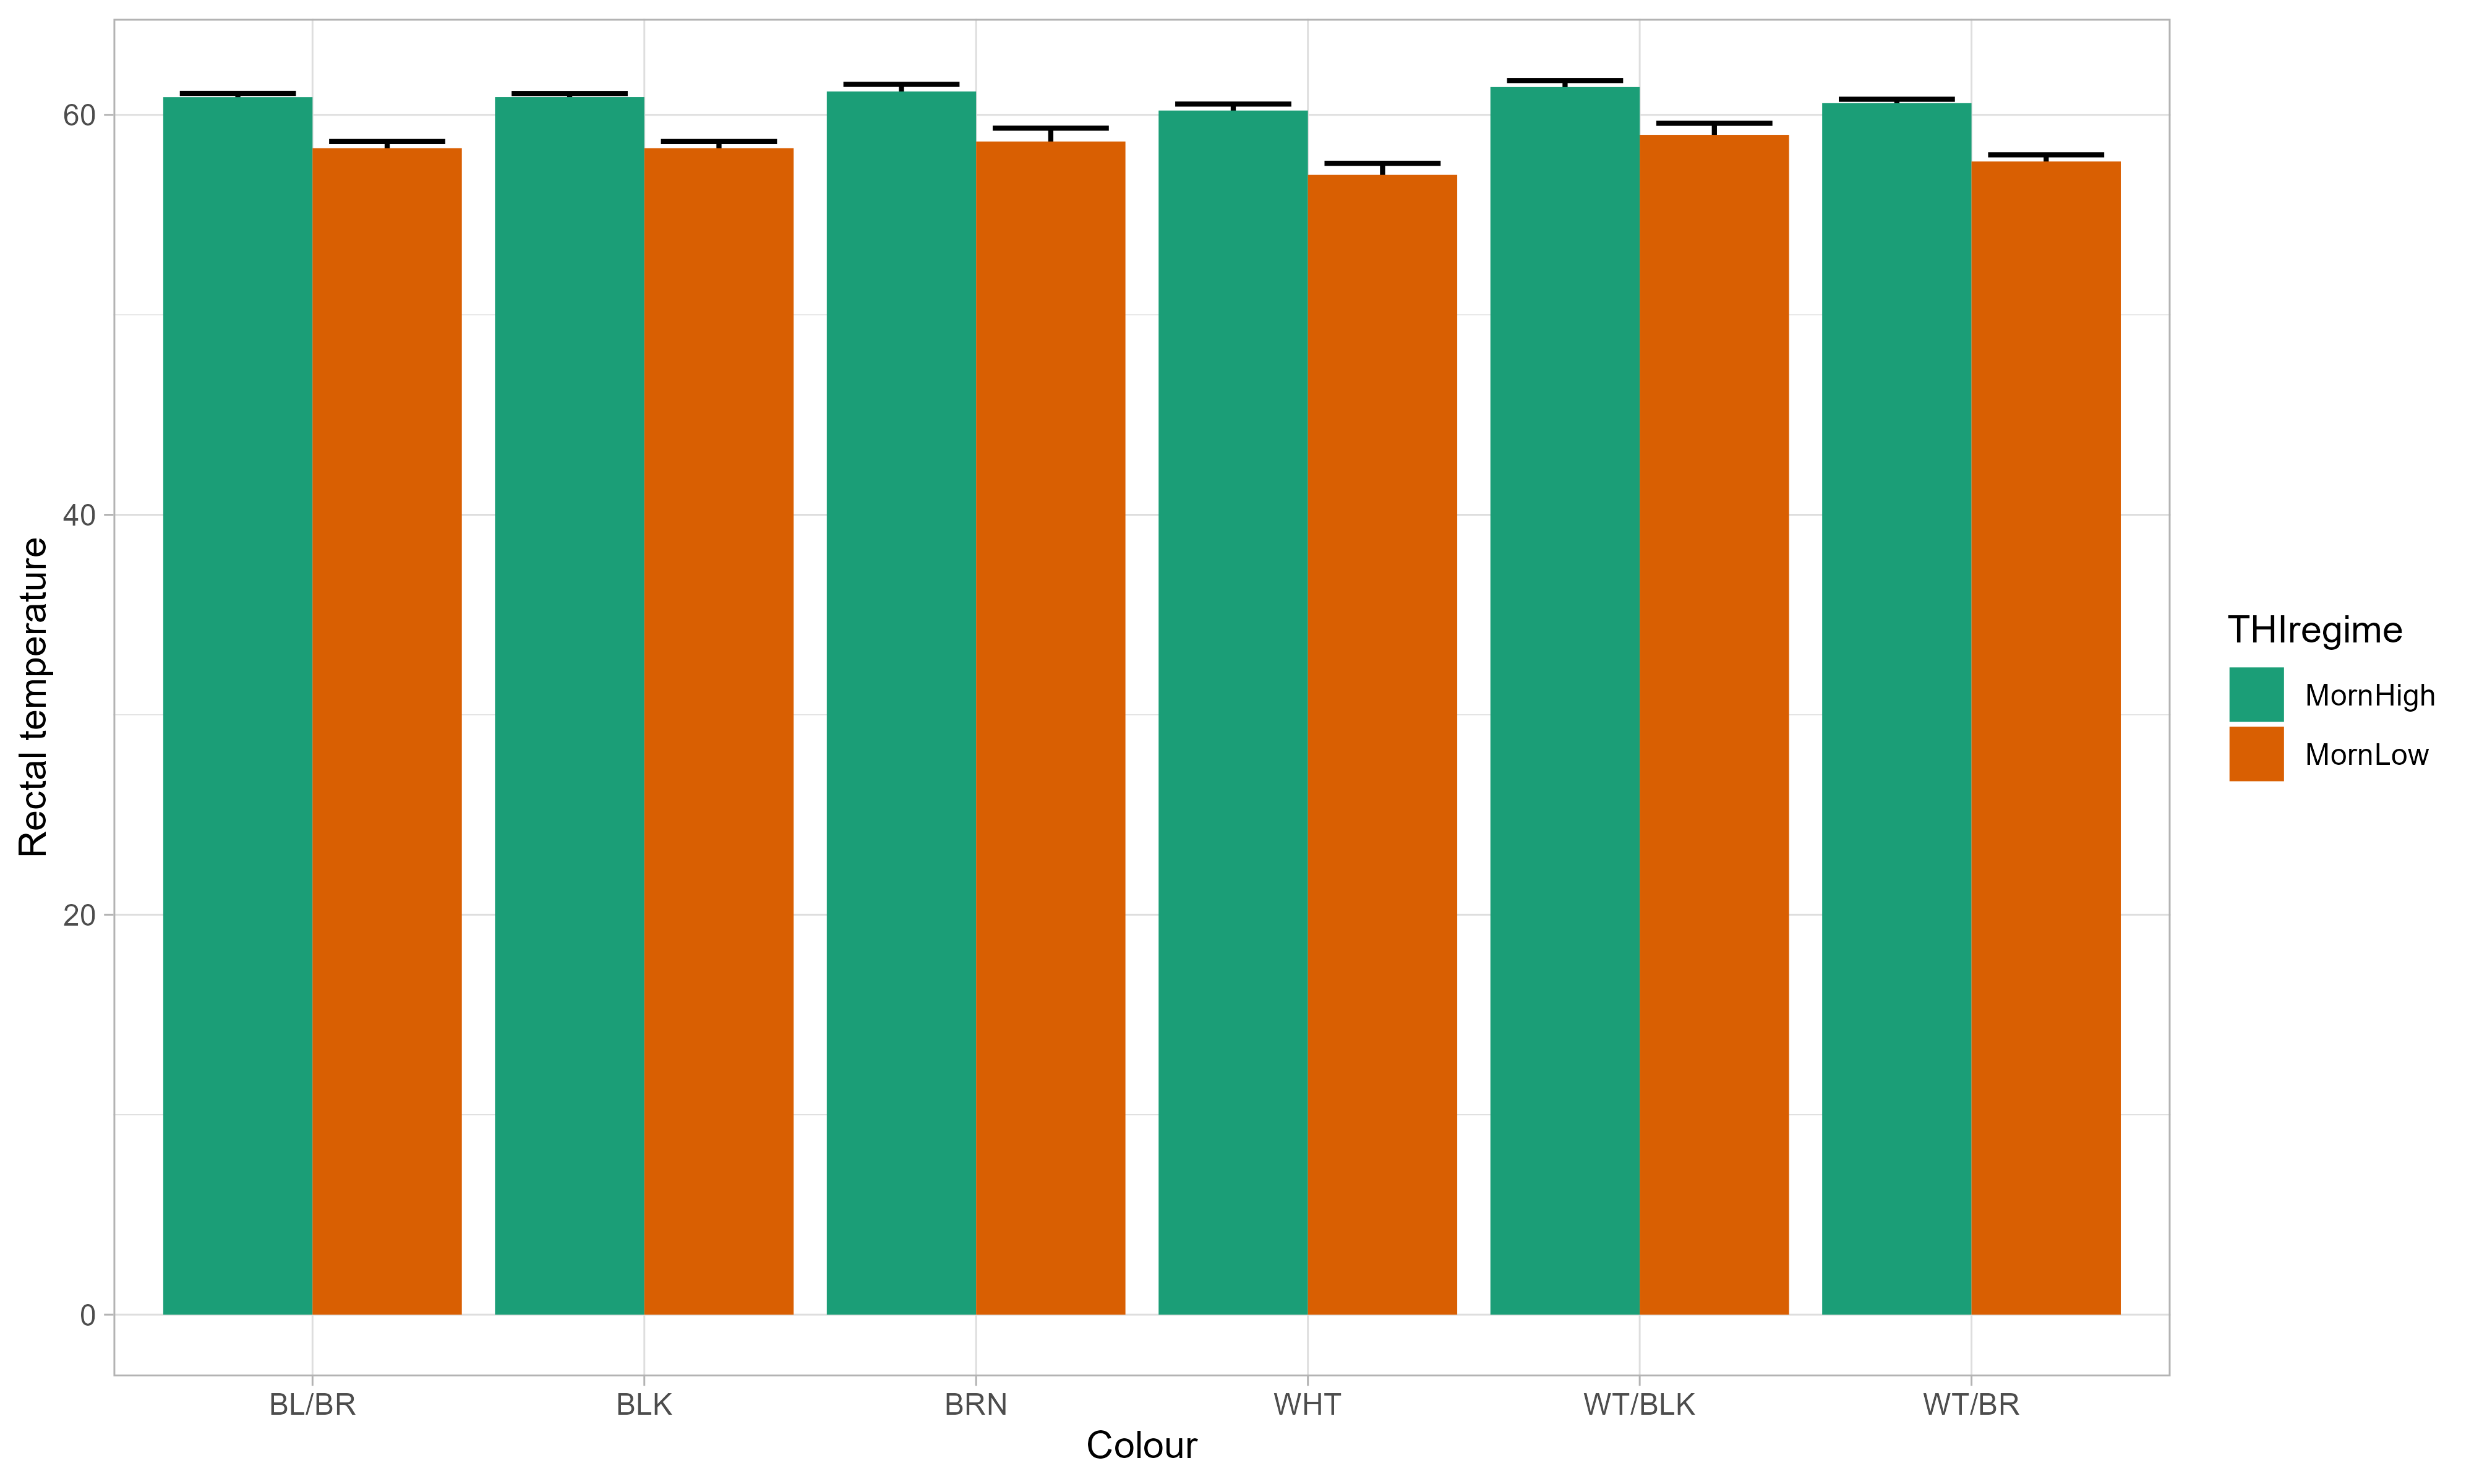 Rectal temperature
60
40
20
0
BL/BR
BLK
BRN
WHT
WT/BLK
WT/BR
Colour
THIregime
MornHigh
MornLow